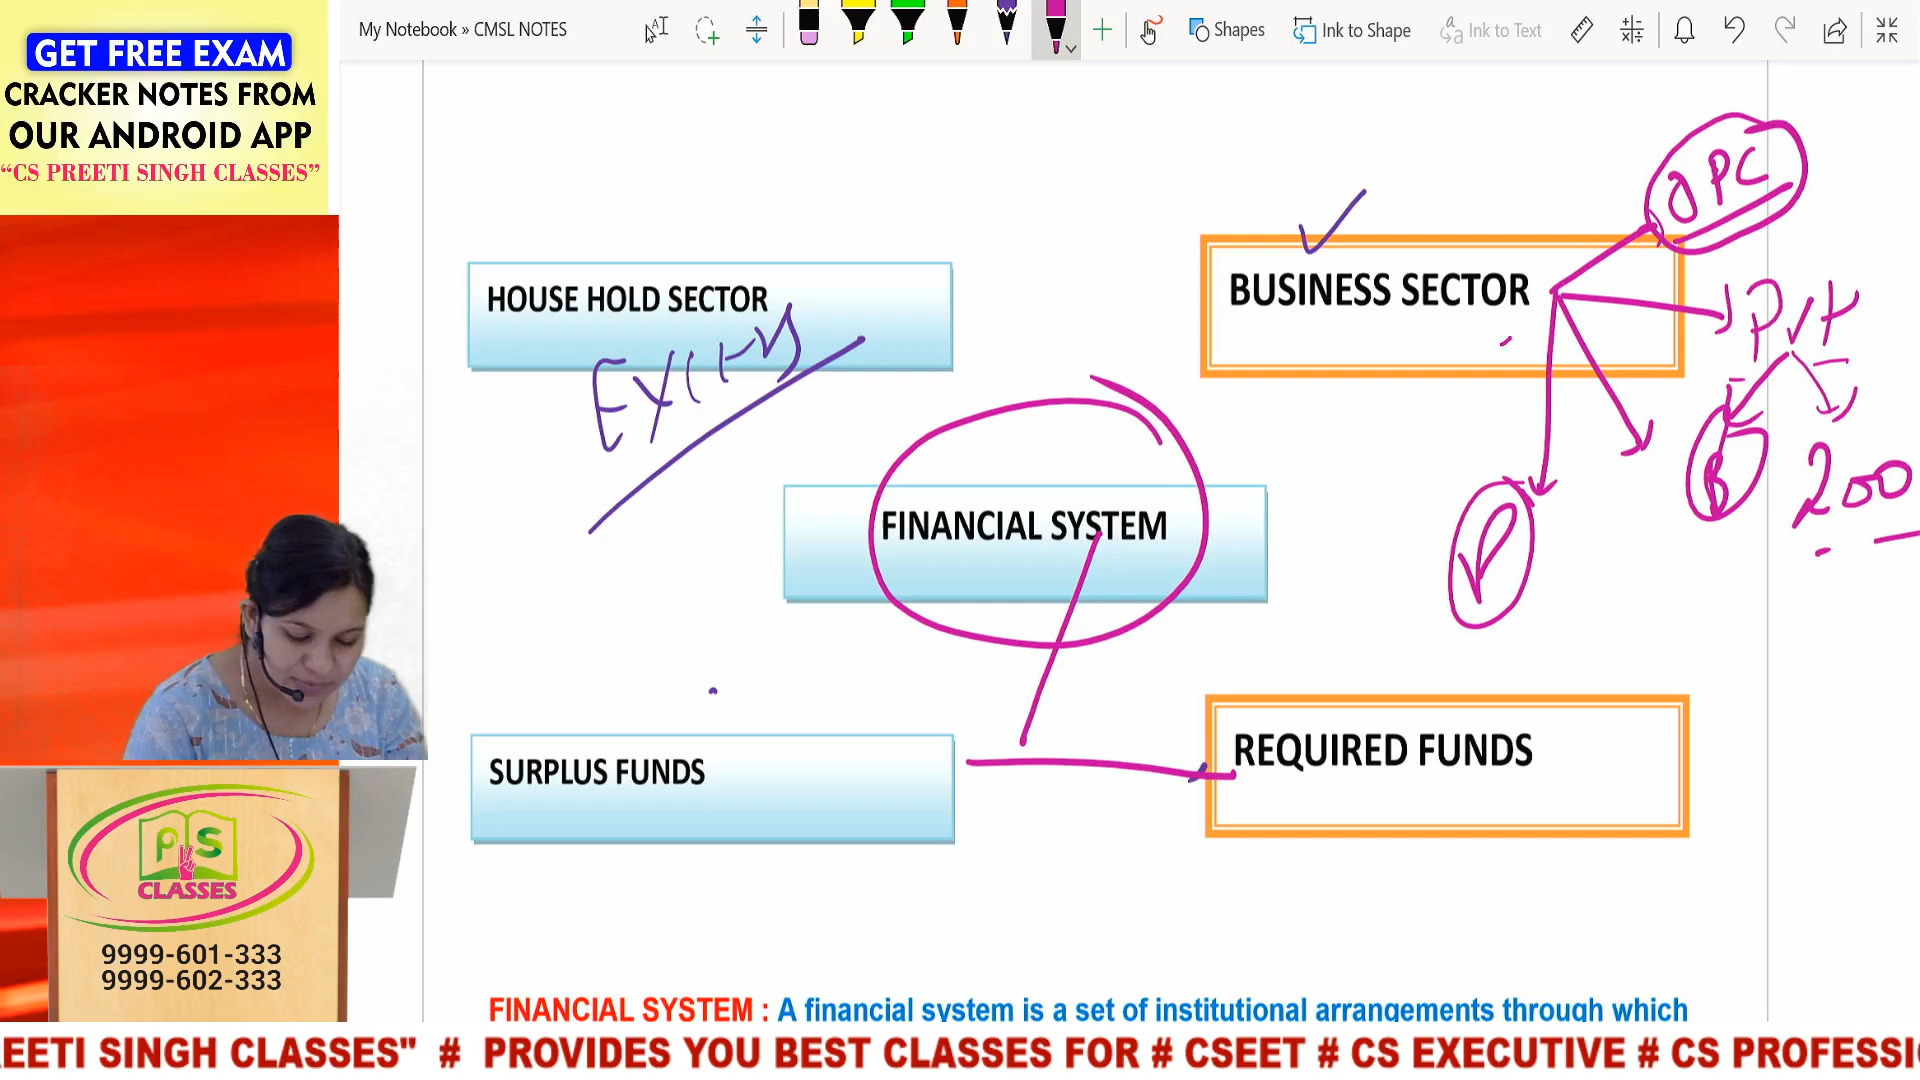 My Notebook » CMSL NOTES
Shapes
Ink to Shape
Ink to Text
GET FREE EXAM
CRACKER NOTES FROM
OUR ANDROID APP
“CS PREETI SINGH CLASSES”
OPC
HOUSE HOLD SECTOR
BUSINESS SECTOR
Pvt
B
200
FINANCIAL SYSTEM
P
SURPLUS FUNDS
REQUIRED FUNDS
PS
CLASSES
9999-601-333
9999-602-333
FINANCIAL SYSTEM : A financial system is a set of institutional arrangements through which
REETI SINGH CLASSES" # PROVIDES YOU BEST CLASSES FOR # CSEET # CS EXECUTIVE # CS PROFESSI